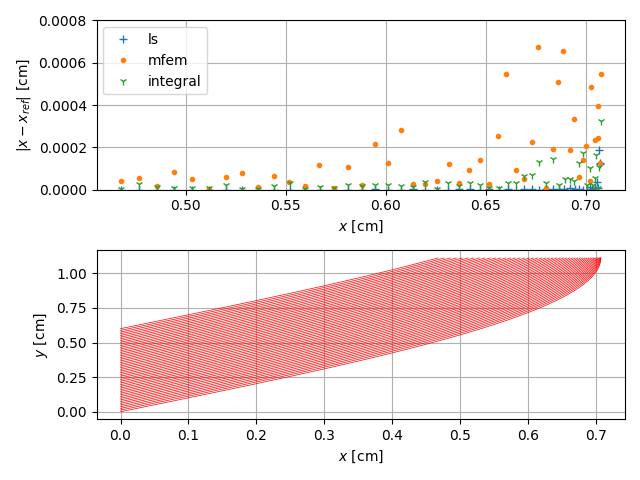 0.0008
0.0006
0.0004
0.0002
0.0000
|x − x_ref| [cm]
ls
mfem
integral
0.50 0.55 0.60 0.65 0.70
x [cm]
1.00
0.75
0.50
0.25
0.00
y [cm]
0.0 0.1 0.2 0.3 0.4 0.5 0.6 0.7
x [cm]